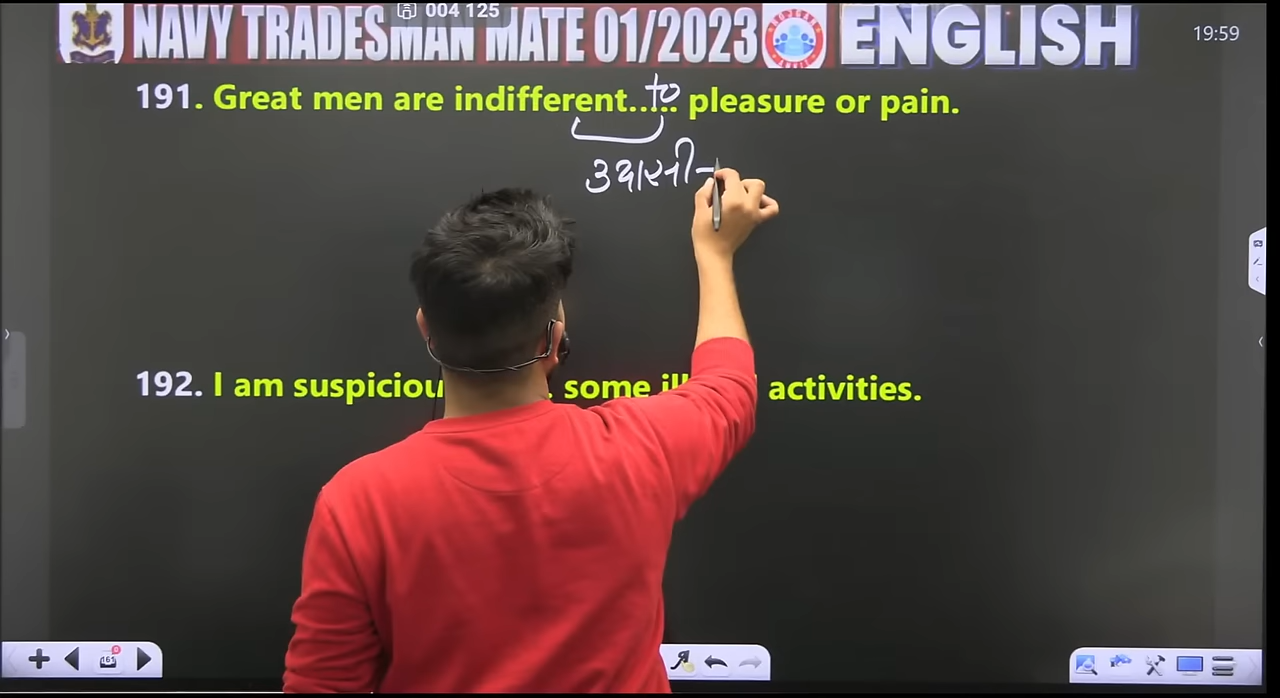 004 125
NAVY TRADESMAN MATE 01/2023 ENGLISH
19:59
191. Great men are indifferent..... pleasure or pain.
to
उदासी
192. I am suspiciou . some activities.
161